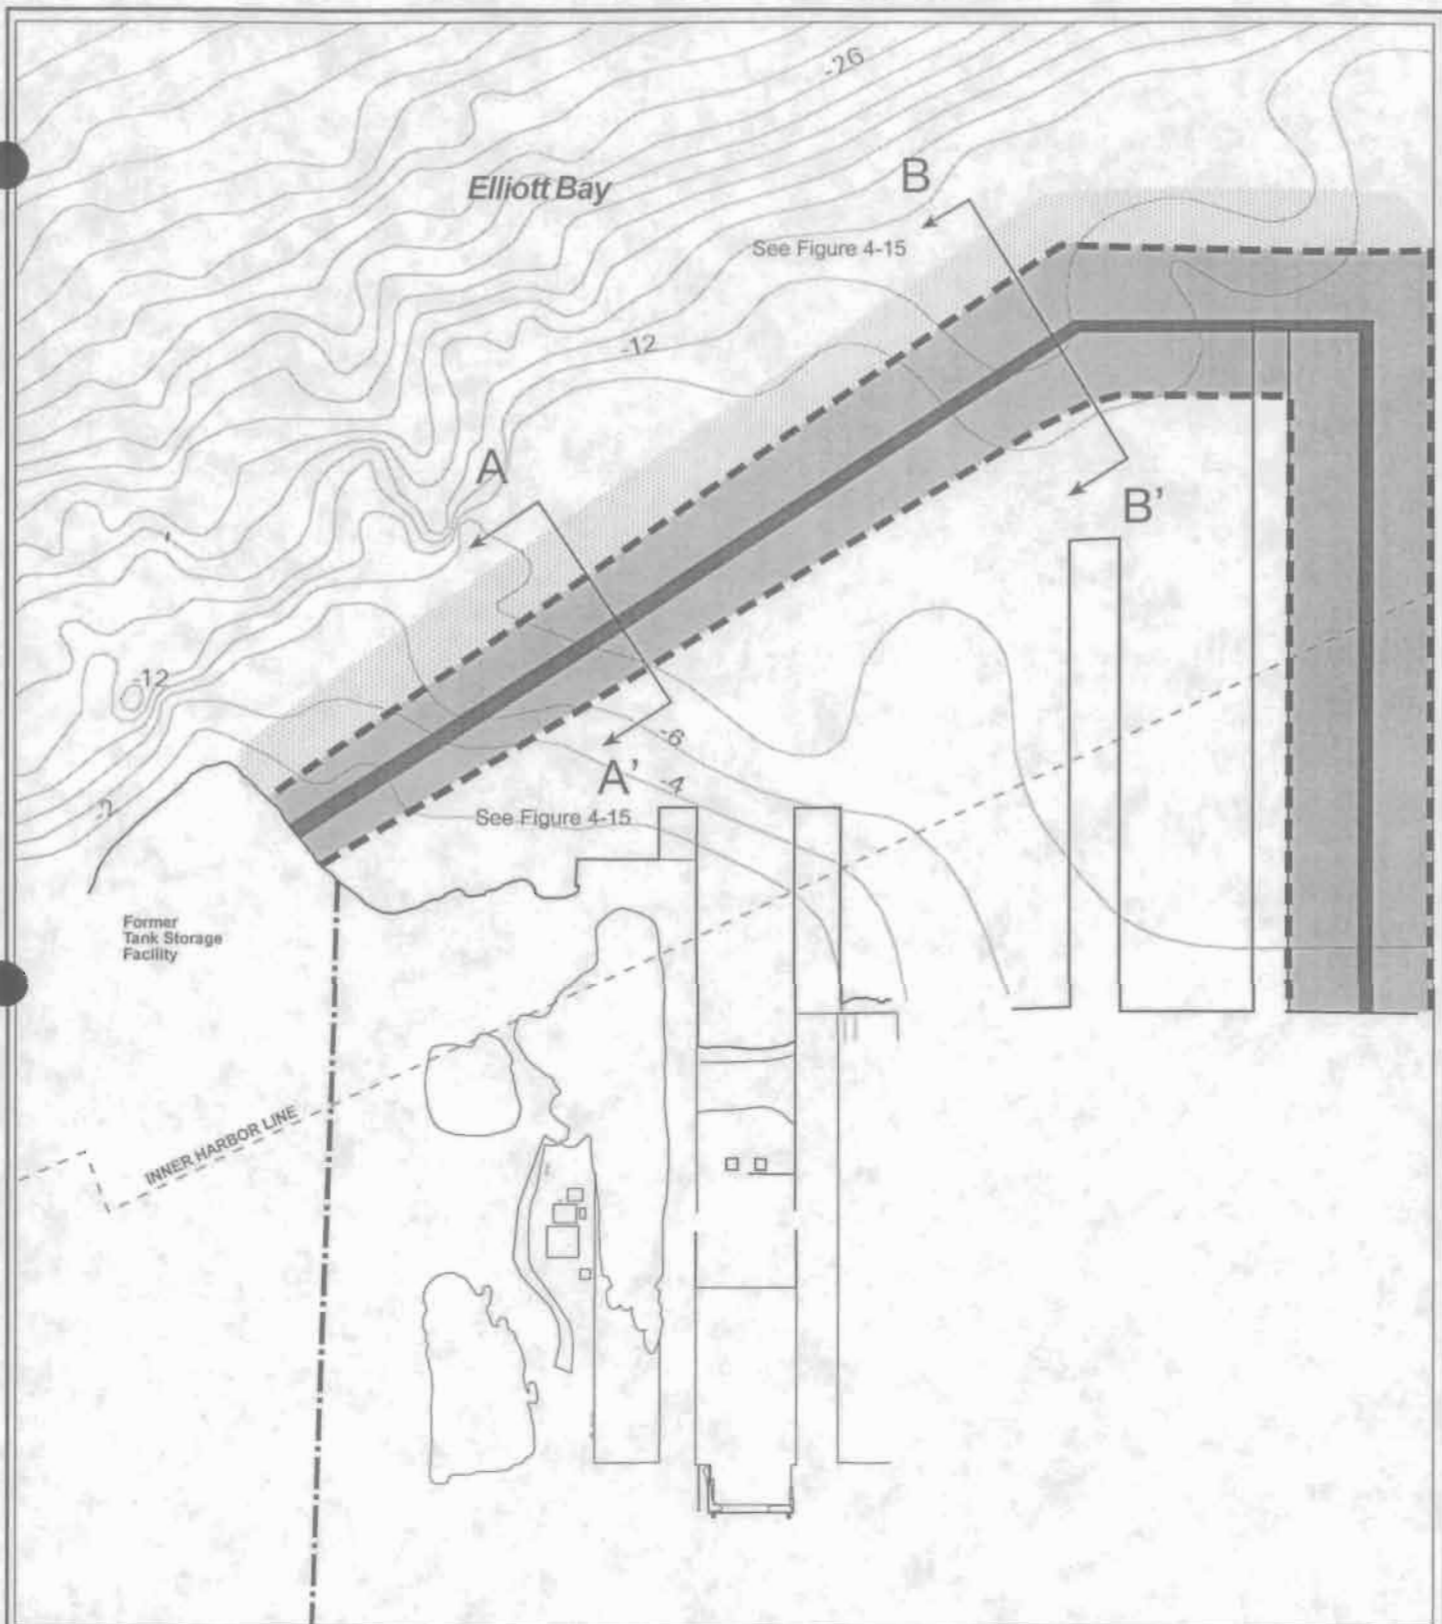 -26
Elliott Bay
B
See Figure 4-15
-12
A
B'
-12
-6
A'
-4
See Figure 4-15
Former
Tank Storage
Facility
INNER HARBOR LINE